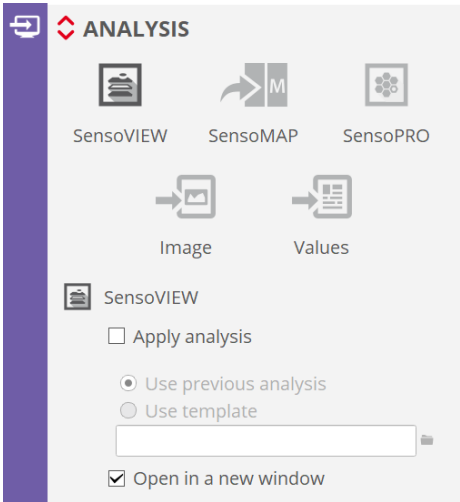 ANALYSIS
M
SensoVIEW SensoMAP SensoPRO
Image Values
SensoVIEW
Apply analysis
Use previous analysis
Use template
Open in a new window